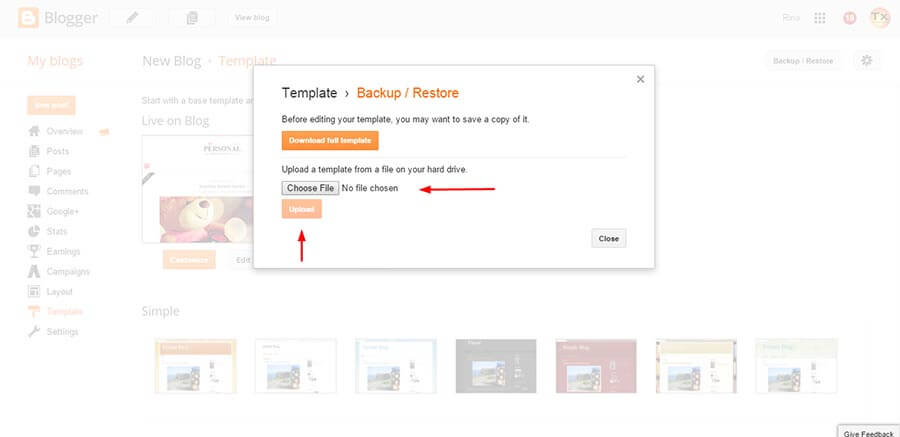 Blogger
View blog
Rino
18
TX
My blogs
New Blog · Template
Backup / Restore
New post
Start with a base template an
Live on Blog
Overview
Posts
Pages
Comments
Google+
Stats
Earnings
Campaigns
Layout
Template
Settings
PERSONAL
Customize
Edit
Template › Backup / Restore
Before editing your template, you may want to save a copy of it.
Download full template
Upload a template from a file on your hard drive.
Choose File No file chosen
Upload
Close
Simple
Give Feedback